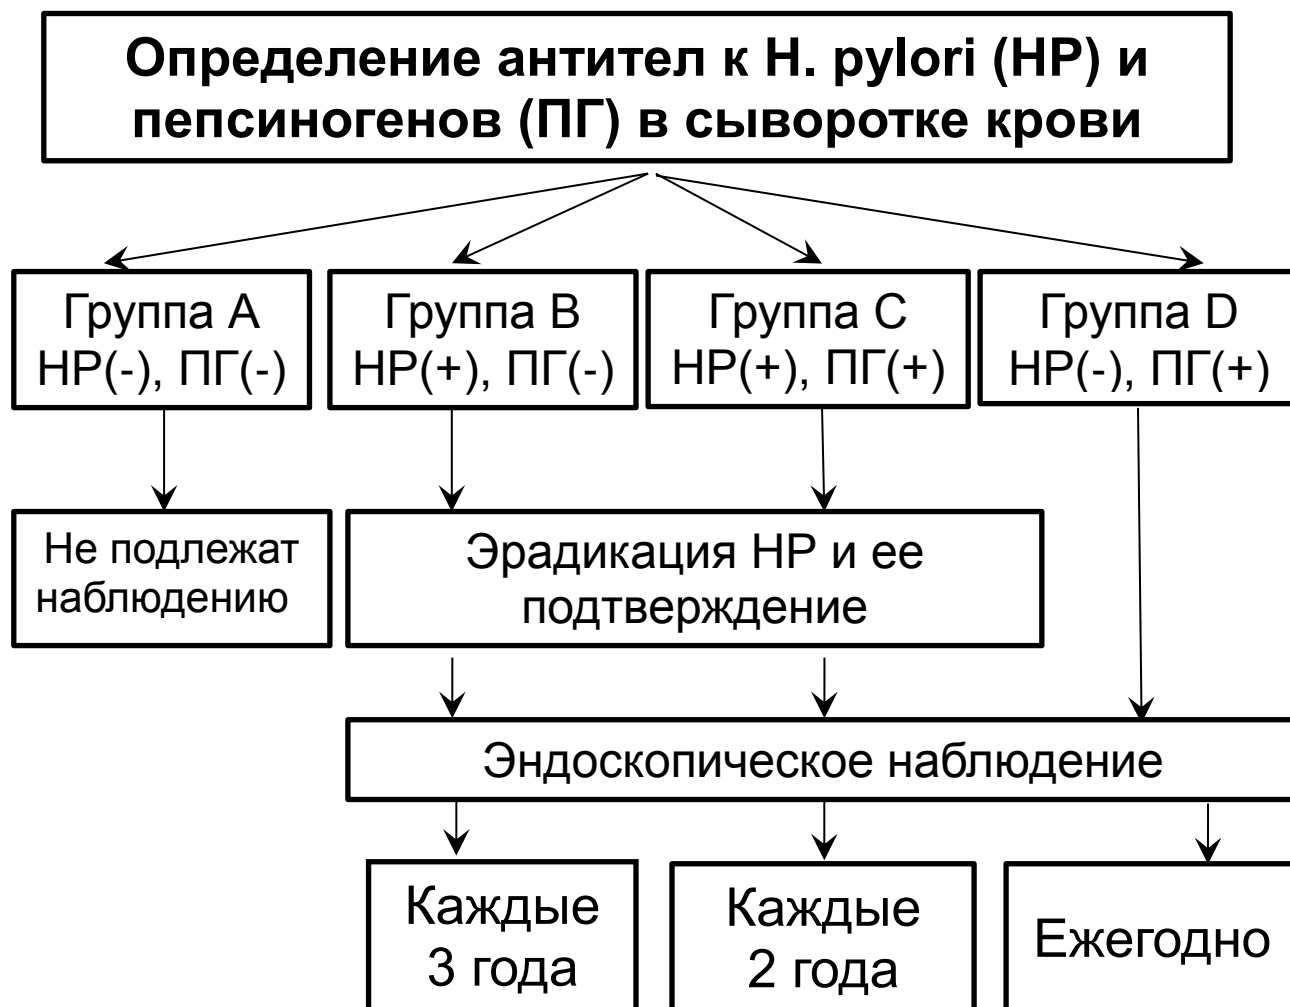 Определение антител к H. pylori (HP) и
пепсиногенов (ПГ) в сыворотке крови
Группа A
HP(-), ПГ(-)
Группа B
HP(+), ПГ(-)
Группа C
HP(+), ПГ(+)
Группа D
HP(-), ПГ(+)
Не подлежат
наблюдению
Эрадикация HP и ее
подтверждение
Эндоскопическое наблюдение
Каждые
3 года
Каждые
2 года
Ежегодно